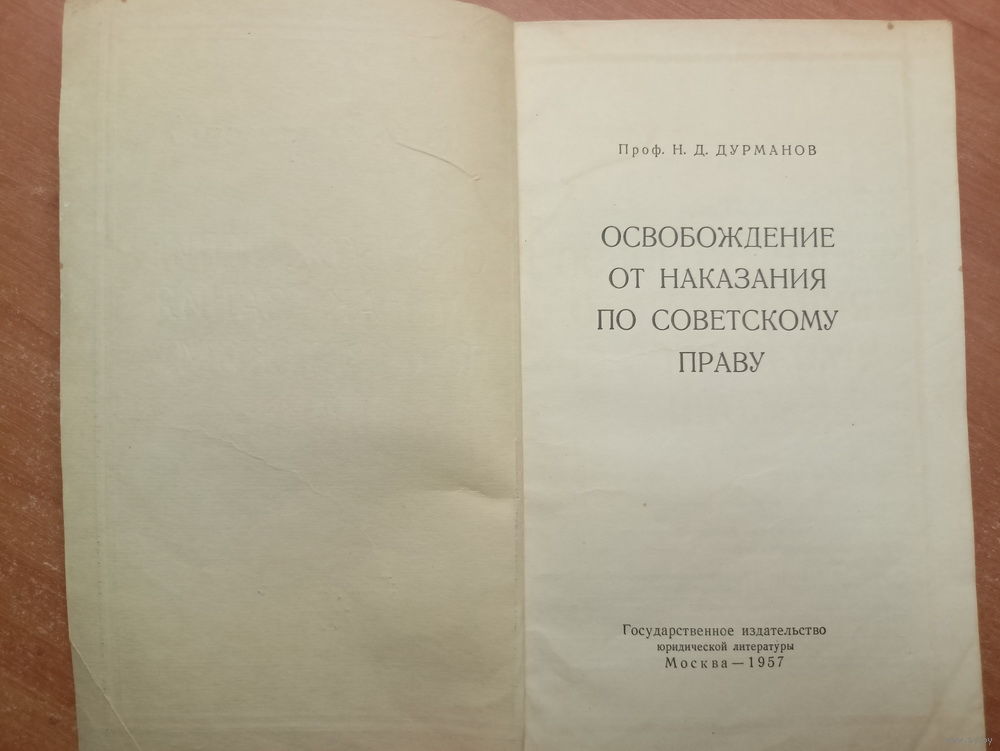 Проф. Н. Д. ДУРМАНОВ
ОСВОБОЖДЕНИЕ
ОТ НАКАЗАНИЯ
ПО СОВЕТСКОМУ
ПРАВУ
Государственное издательство
юридической литературы
Москва — 1957